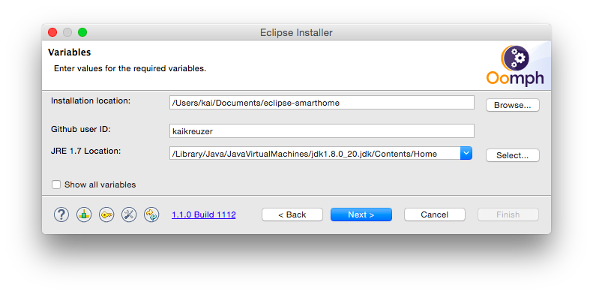 Eclipse Installer
Variables
Enter values for the required variables.
Oomph
Installation location:
/Users/kai/Documents/eclipse-smarthome
Browse...
Github user ID:
kaikreuzer
JRE 1.7 Location:
/Library/Java/JavaVirtualMachines/jdk1.8.0_20.jdk/Contents/Home
Select...
Show all variables
?
1.1.0 Build 1112
< Back
Next >
Cancel
Finish